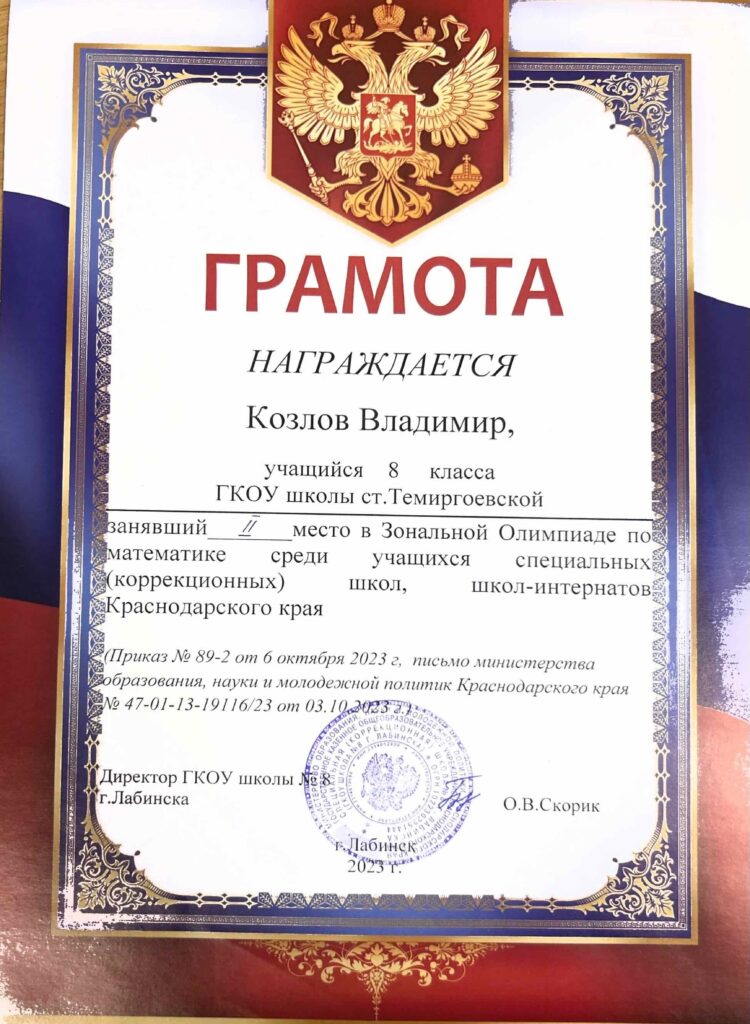 ГРАМОТА
НАГРАЖДАЕТСЯ
Козлов Владимир,
учащийся 8 класса
ГКОУ школы ст.Темиргоевской
занявший II место в Зональной Олимпиаде по
математике среди учащихся специальных
(коррекционных) школ, школ-интернатов
Краснодарского края
(Приказ № 89-2 от 6 октября 2023 г, письмо министерства
образования, науки и молодежной политик Краснодарского края
№ 47-01-13-19116/23 от 03.10.2023 г.)
Директор ГКОУ школы № 8
г.Лабинска
О.В.Скорик
г.Лабинск
2023 г.